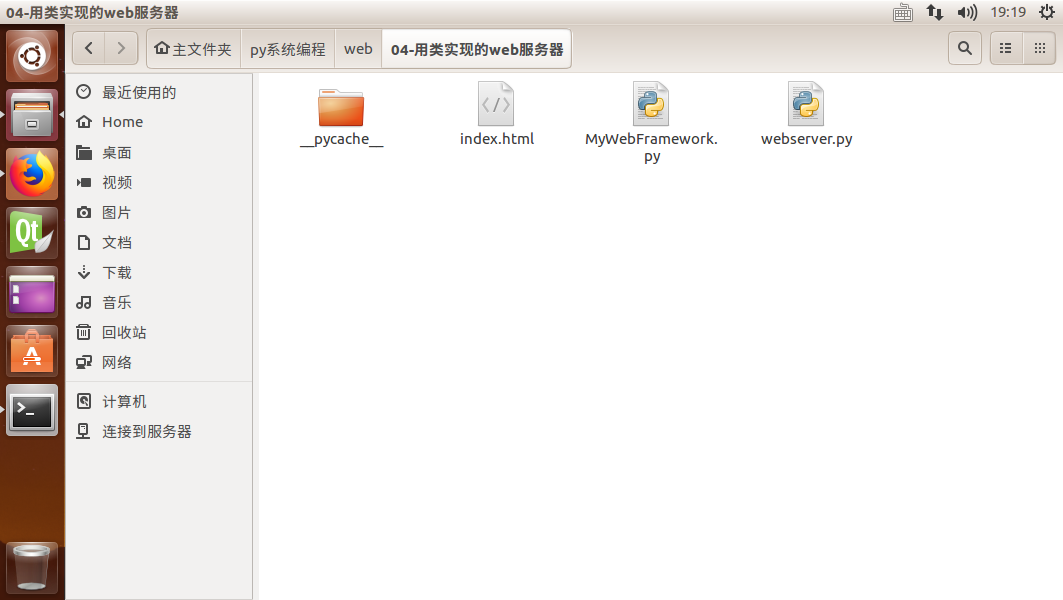 04-用类实现的web服务器
19:19
主文件夹
py系统编程
web
04-用类实现的web服务器
最近使用的
Home
桌面
视频
图片
文档
下载
音乐
回收站
网络
计算机
连接到服务器
__pycache__
index.html
MyWebFramework.
py
webserver.py
Qt